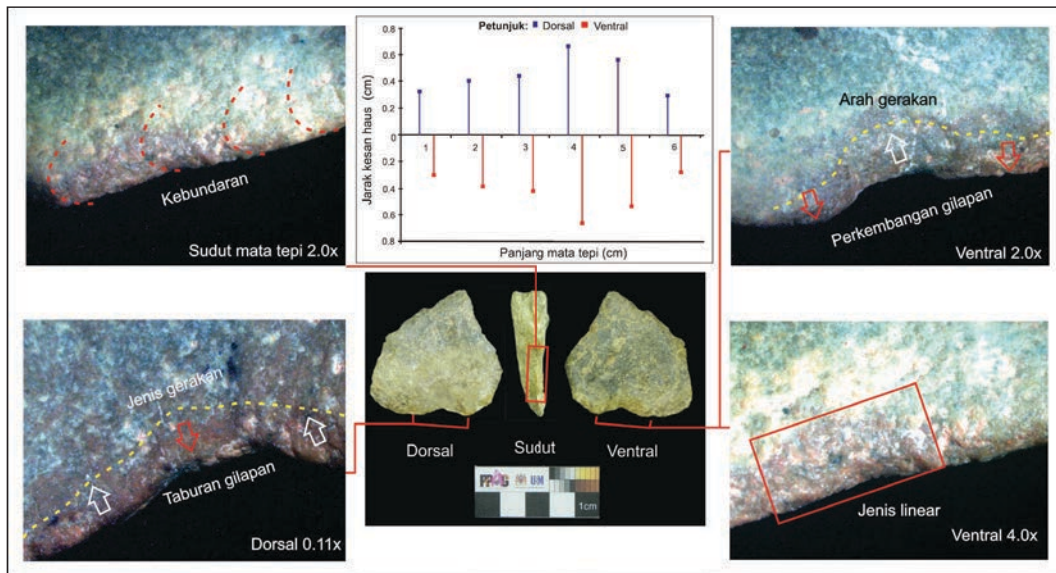 Kebundaran
Sudut mata tepi 2.0x
Petunjuk: Dorsal Ventral
Jarak kesan haus (cm)
0.8
0.6
0.4
0.2
0
0.2
0.4
0.6
0.8
1 2 3 4 5 6
Panjang mata tepi (cm)
Arah gerakan
Perkembangan gilapan
Ventral 2.0x
Jenis gerakan
Taburan gilapan
Dorsal 0.11x
Dorsal
Sudut
Ventral
1cm
Jenis linear
Ventral 4.0x